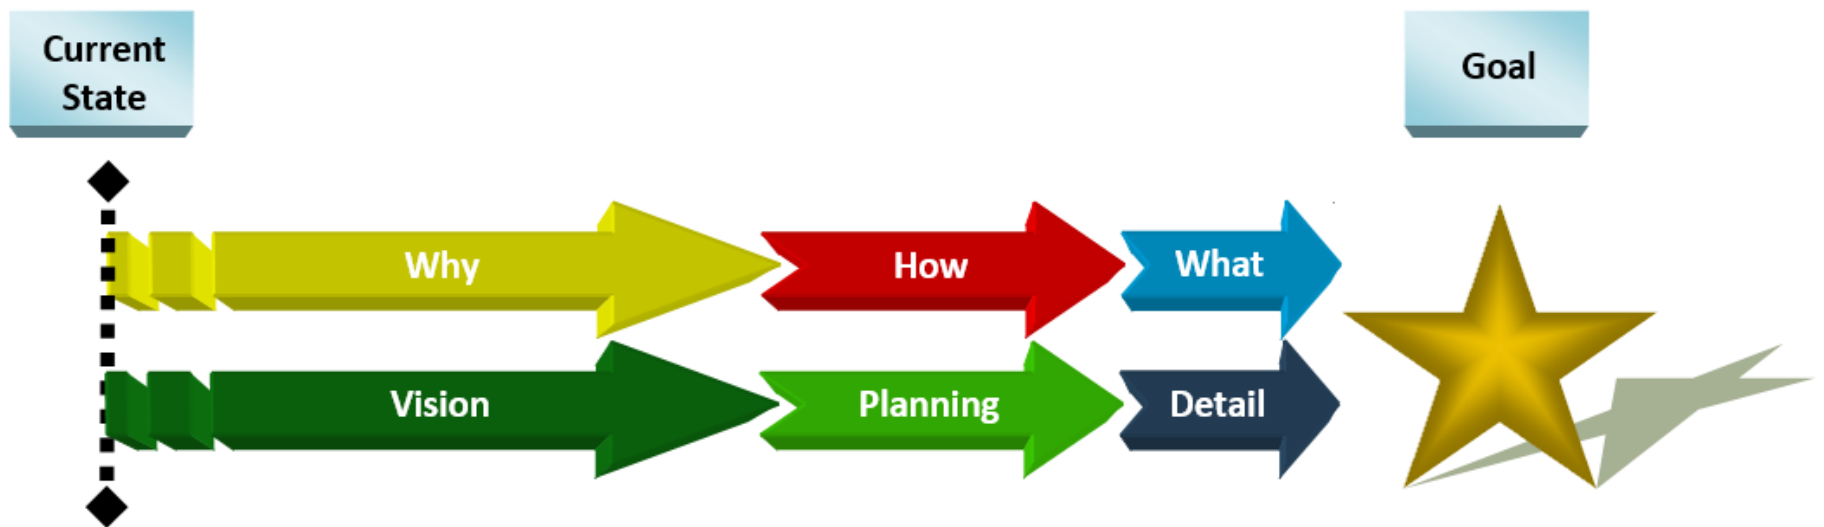 Current
State
Goal
Why
How
What
Vision
Planning
Detail